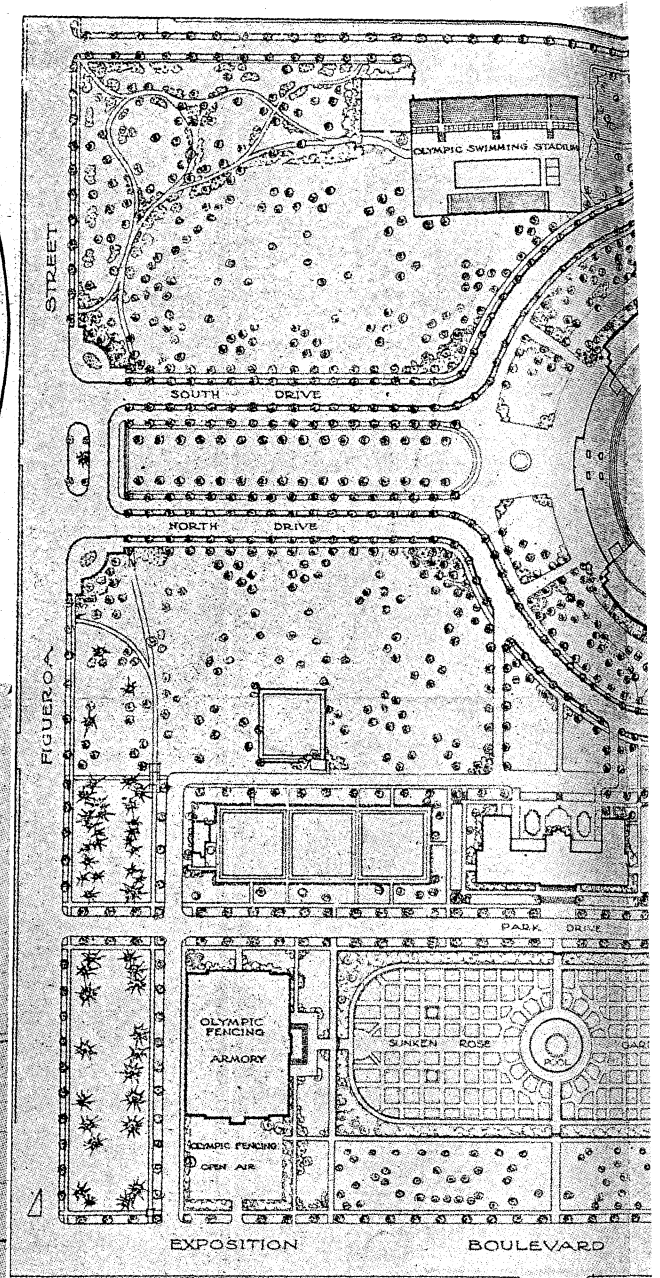 OLYMPIC SWIMMING STADIUM
STREET
SOUTH DRIVE
NORTH DRIVE
FIGUEROA
PARK DRIVE
OLYMPIC
FENCING
ARMORY
SUNKEN ROSE GAR
POOL
OLYMPIC FENCING
OPEN AIR
EXPOSITION BOULEVARD